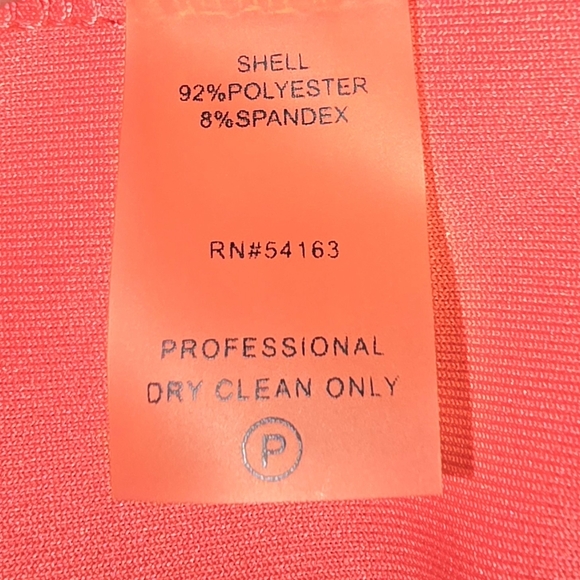 SHELL
92%POLYESTER
8%SPANDEX
RN#54163
PROFESSIONAL
DRY CLEAN ONLY
P